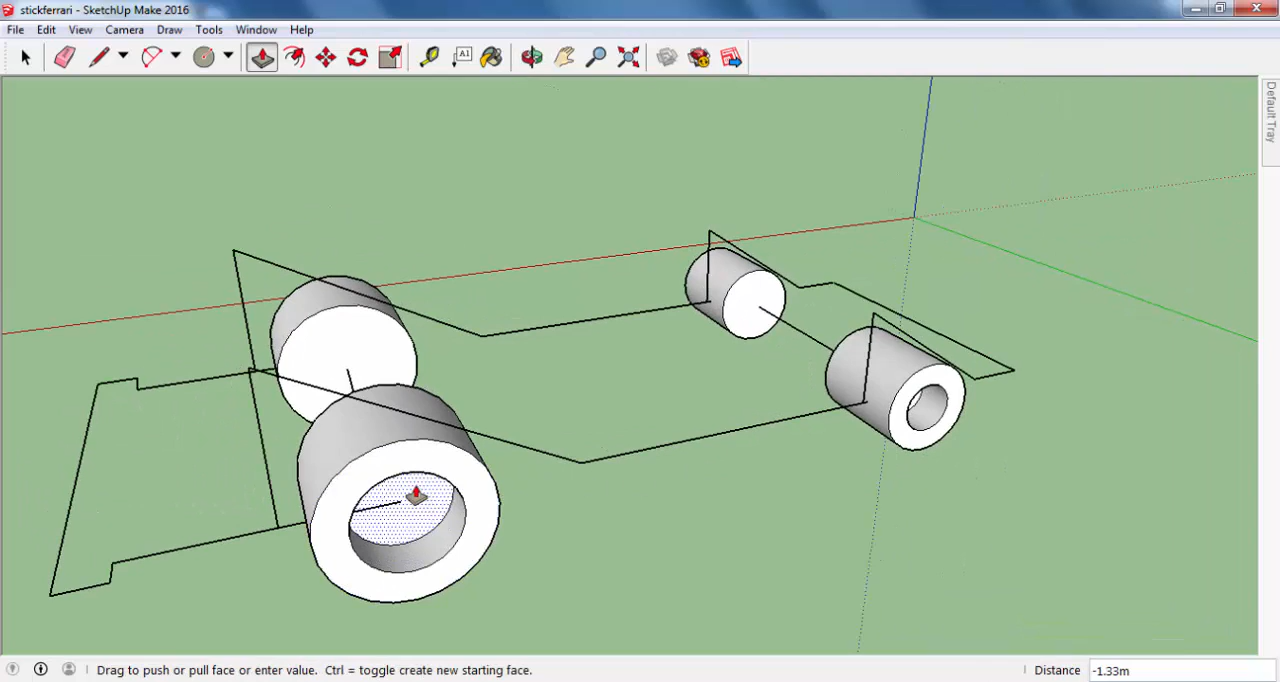 stickferrari - SketchUp Make 2016
File Edit View Camera Draw Tools Window Help
A1
Default Tray
Drag to push or pull face or enter value. Ctrl = toggle create new starting face. Distance -1.33m